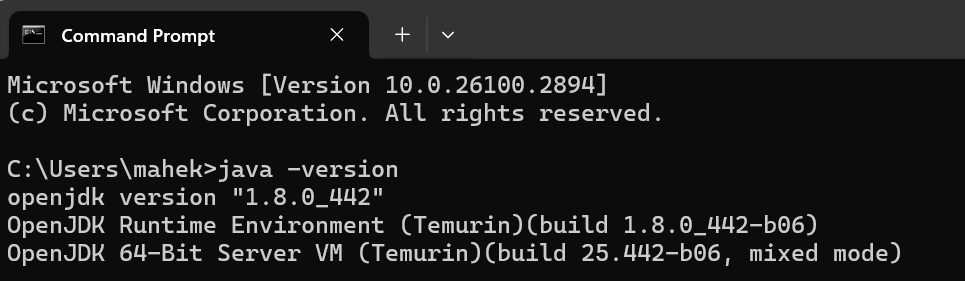 Command Prompt
Microsoft Windows [Version 10.0.26100.2894]
(c) Microsoft Corporation. All rights reserved.
C:\Users\mahek>java -version
openjdk version "1.8.0_442"
OpenJDK Runtime Environment (Temurin)(build 1.8.0_442-b06)
OpenJDK 64-Bit Server VM (Temurin)(build 25.442-b06, mixed mode)